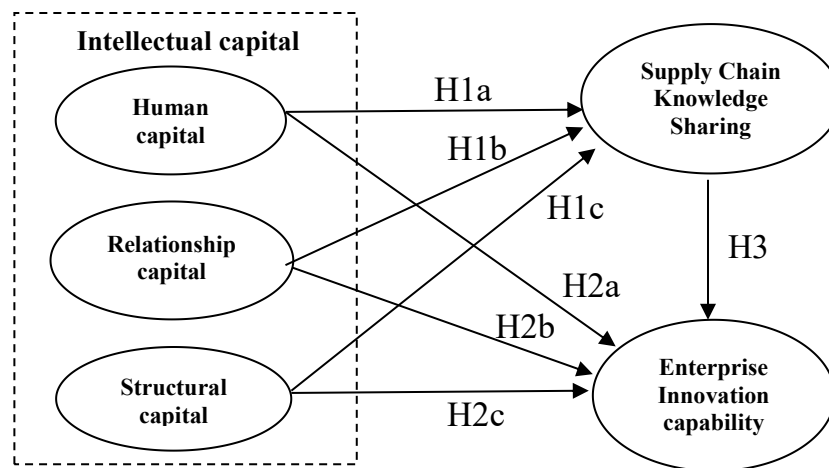 Intellectual capital
Human
capital
Relationship
capital
Structural
capital
H1a
H1b
H1c
H2a
H2b
H2c
Supply Chain
Knowledge
Sharing
H3
Enterprise
Innovation
capability